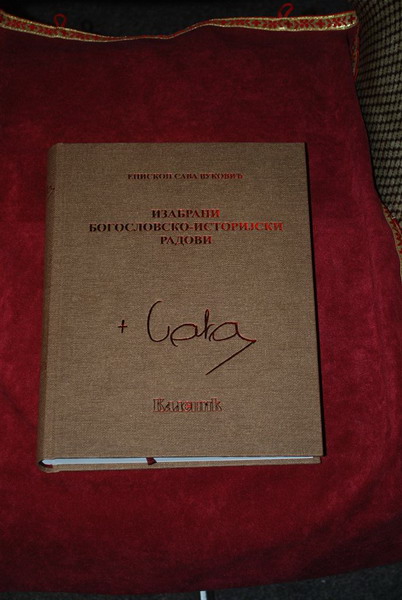 ЕПИСКОП САВА ВУКОВИЋ
ИЗАБРАНИ
БОГОСЛОВСКО-ИСТОРИЈСКИ
РАДОВИ
+ Сава
Каленић